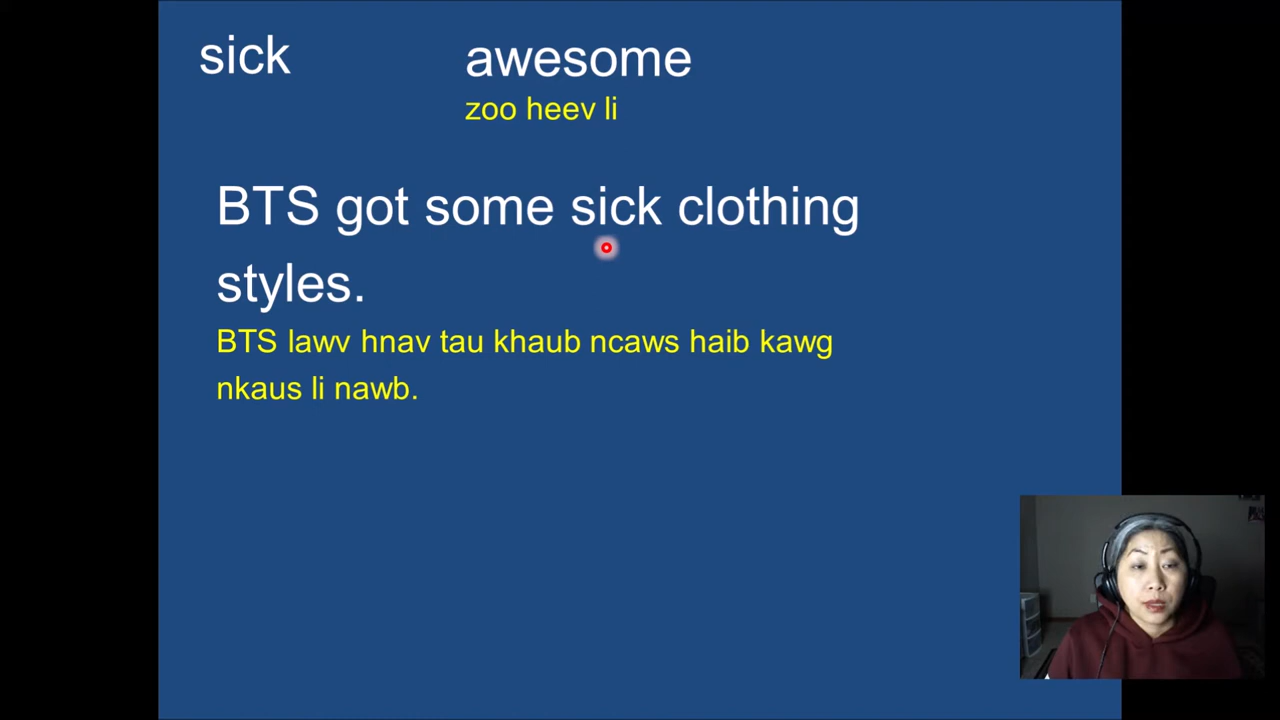 sick
awesome
zoo heev li
BTS got some sick clothing
styles.
BTS lawv hnav tau khaub ncaws haib kawg
nkaus li nawb.